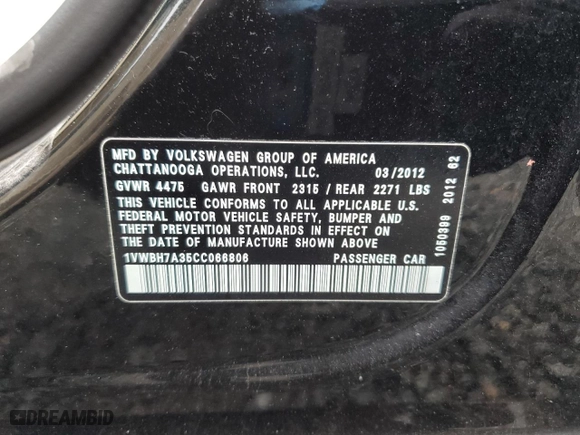 MFD BY VOLKSWAGEN GROUP OF AMERICA
CHATTANOOGA OPERATIONS, LLC. 03/2012
GVWR 4475 GAWR FRONT 2315 / REAR 2271 LBS
THIS VEHICLE CONFORMS TO ALL APPLICABLE U.S.
FEDERAL MOTOR VEHICLE SAFETY, BUMPER AND
THEFT PREVENTION STANDARDS IN EFFECT ON
THE DATE OF MANUFACTURE SHOWN ABOVE
1VWBH7A35CC066806 PASSENGER CAR
1050399 2012 62
DREAMBID